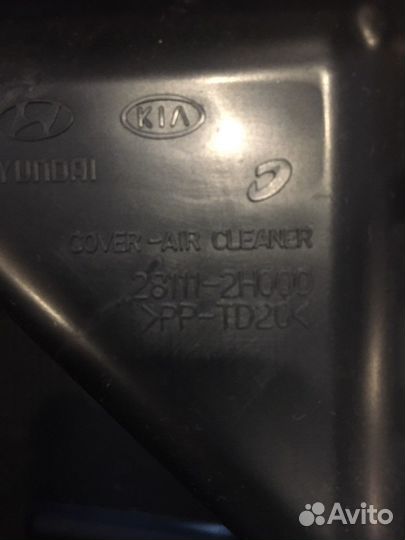 KIA
HYUNDAI
COVER-AIR CLEANER
28111-2H000
>PP-TD20<
Avito